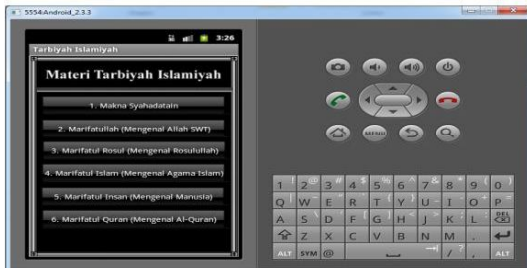 5554:Android_2.3.3
3:26
Tarbiyah Islamiyah
Materi Tarbiyah Islamiyah
1. Makna Syahadatain
2. Marifatullah (Mengenal Allah SWT)
3. Marifatul Rosul (Mengenal Rosulullah)
4. Marifatul Islam (Mengenal Agama Islam)
5. Marifatul Insan (Mengenal Manusia)
6. Marifatul Quran (Mengenal Al-Quran)
MENU
1 ! 2 @ 3 # 4 $ 5 % 6 ^ 7 & 8 * 9 ( 0 )
Q W ~ E " R ` T { Y } U - I O + P =
A S \ D ' F [ G ] H < J > K ; L : DEL
Z X C V B N M .
ALT SYM @ / ? , ALT